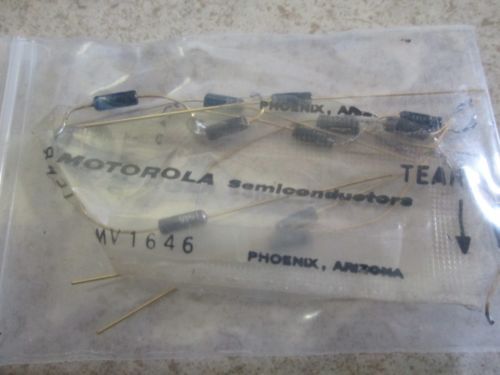 PHOENIX, ARIZ
MOTOROLA Semiconductors
TEAR
MV1646
PHOENIX, ARIZONA